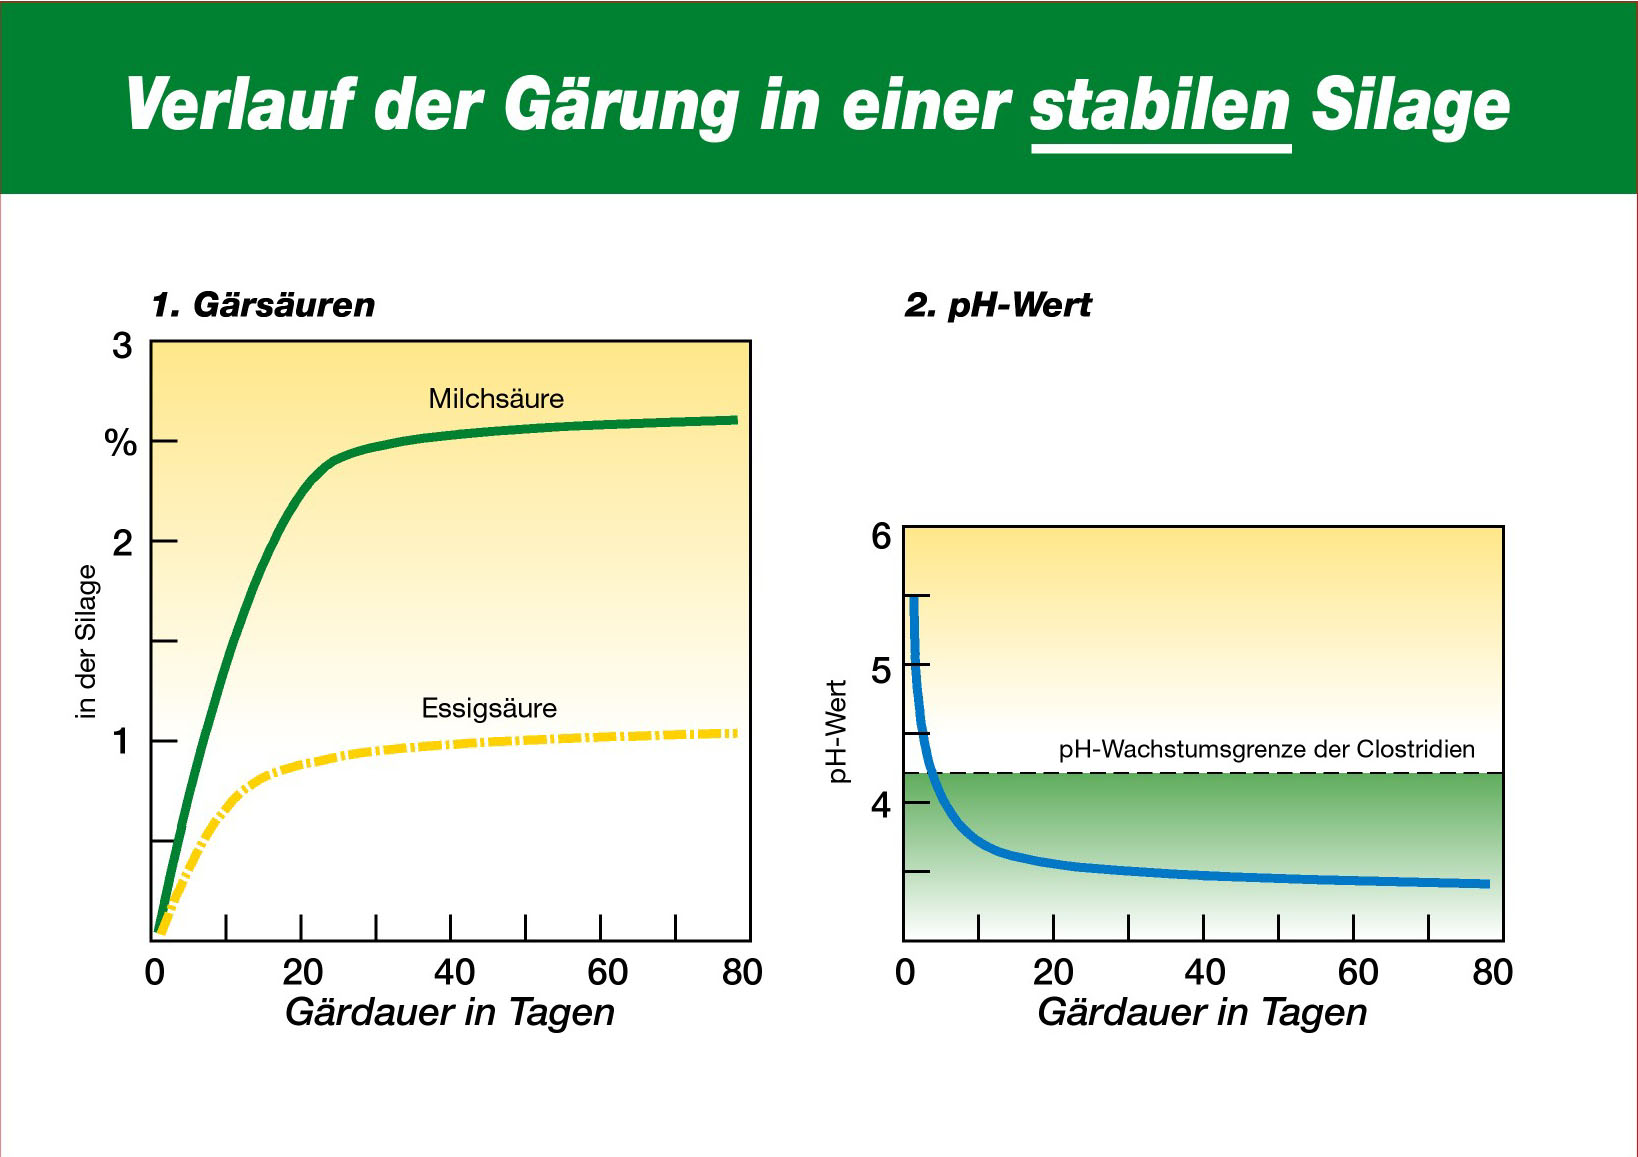 Verlauf der Gärung in einer stabilen Silage
1. Gärsäuren
3
%
2
1
in der Silage
Milchsäure
Essigsäure
0 20 40 60 80
Gärdauer in Tagen
2. pH-Wert
6
5
4
pH-Wert
pH-Wachstumsgrenze der Clostridien
0 20 40 60 80
Gärdauer in Tagen